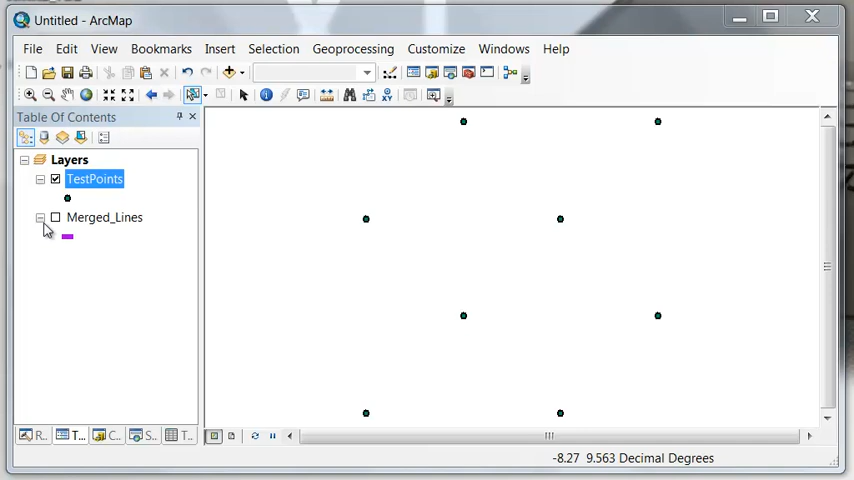 Untitled - ArcMap
File Edit View Bookmarks Insert Selection Geoprocessing Customize Windows Help
Table Of Contents
Layers
TestPoints
Merged_Lines
R... T... C... S... T...
-8.27 9.563 Decimal Degrees